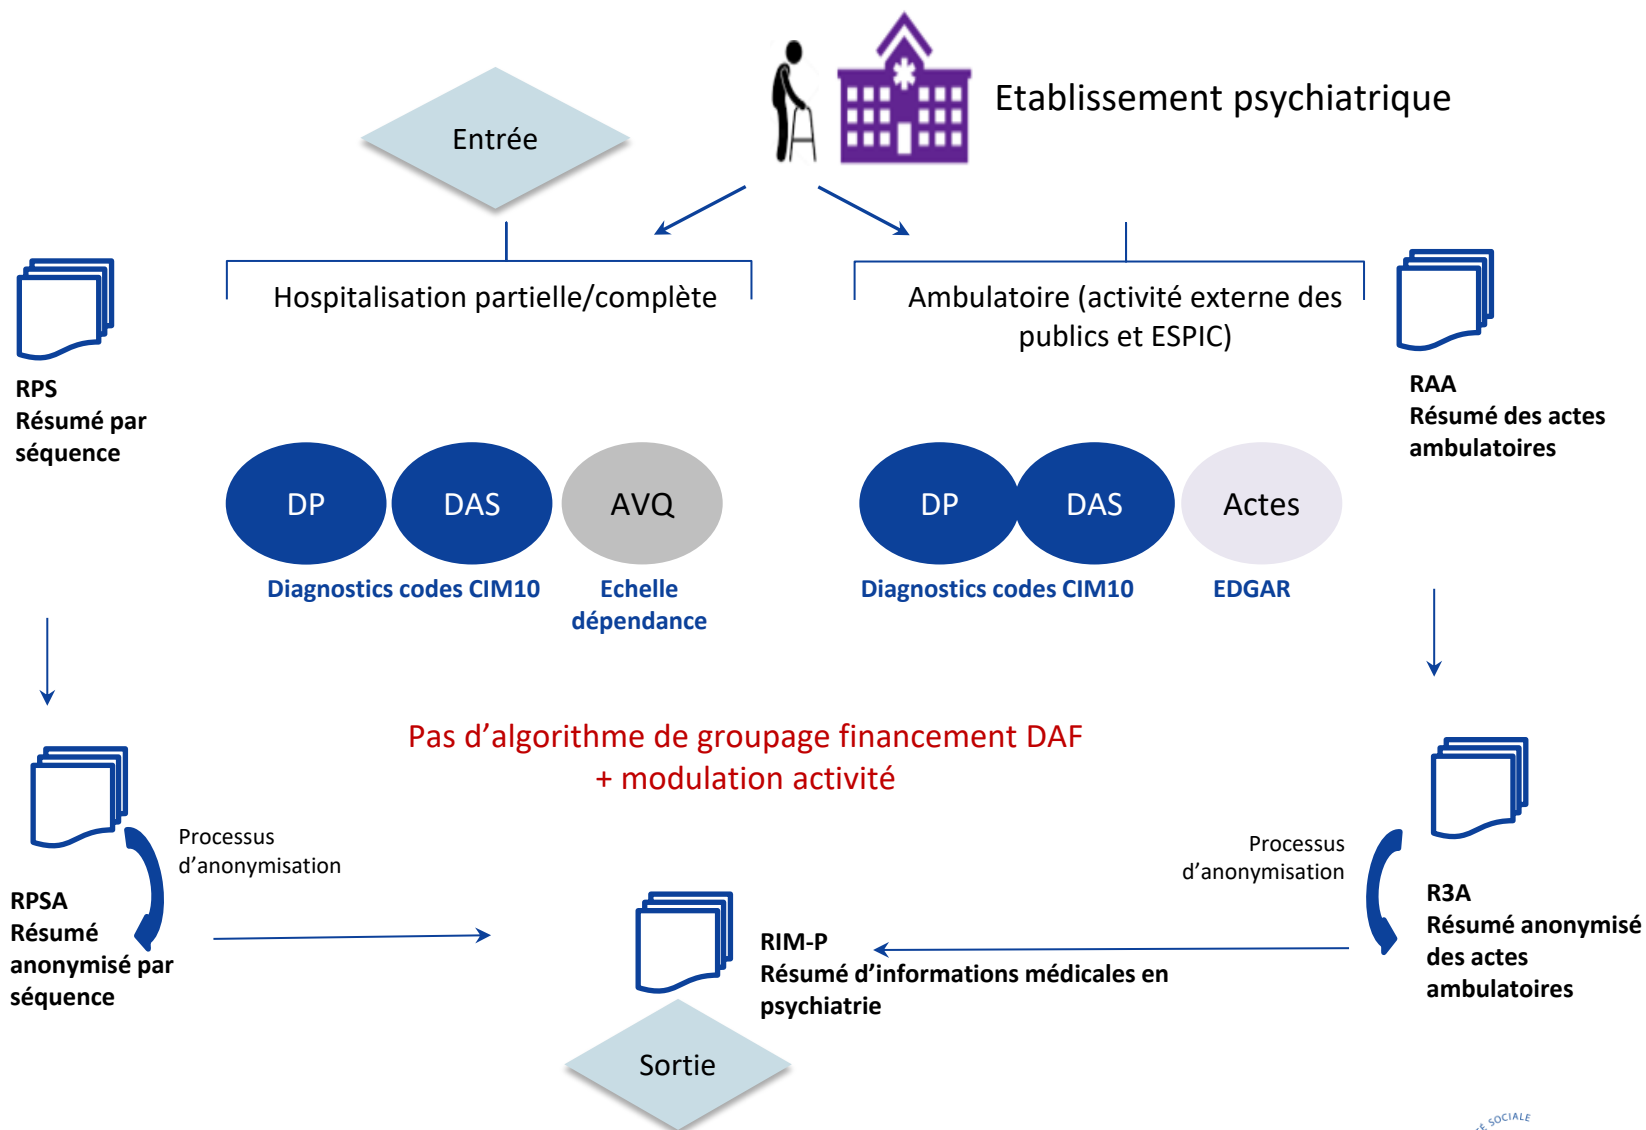 Etablissement psychiatrique
Entrée
Hospitalisation partielle/complète
Ambulatoire (activité externe des
publics et ESPIC)
RPS
Résumé par
séquence
RAA
Résumé des actes
ambulatoires
DP
DAS
AVQ
DP
DAS
Actes
Diagnostics codes CIM10
Echelle
dépendance
Diagnostics codes CIM10
EDGAR
Pas d’algorithme de groupage financement DAF
+ modulation activité
Processus
d’anonymisation
Processus
d’anonymisation
RPSA
Résumé
anonymisé par
séquence
RIM-P
Résumé d’informations médicales en
psychiatrie
R3A
Résumé anonymisé
des actes
ambulatoires
Sortie
SOCIALE